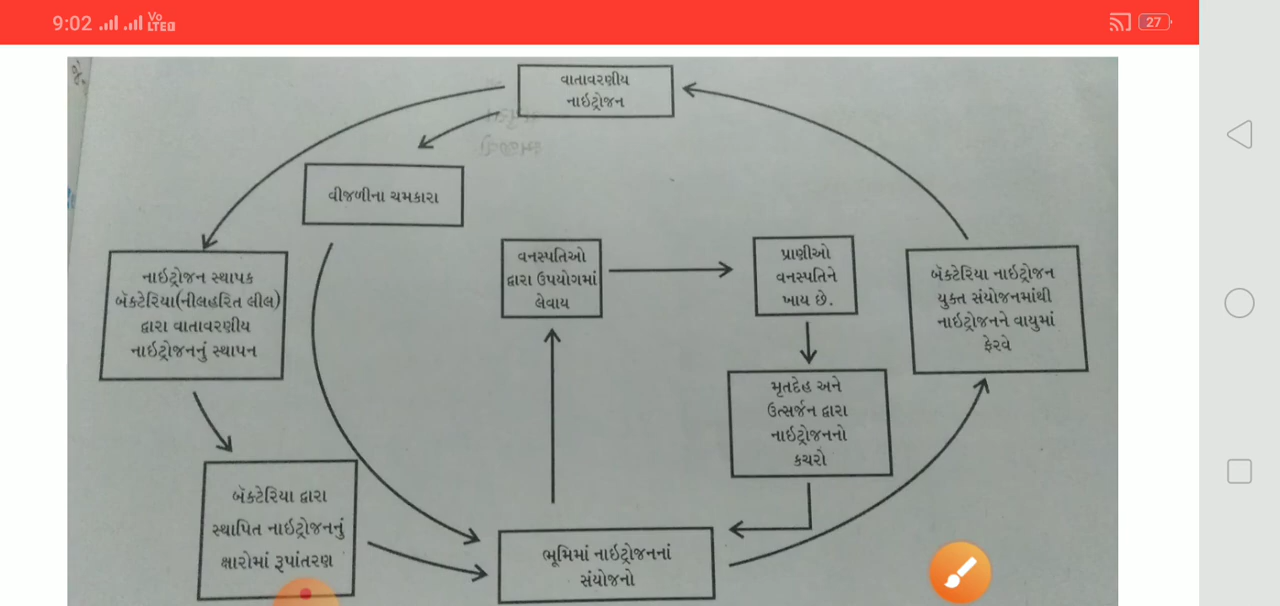 9:02
Vo
LTE
27
વાતાવરણીય
નાઇટ્રોજન
વીજળીના ચમકારા
નાઇટ્રોજન સ્થાપક
બૅક્ટેરિયા(નીલહરિત લીલ)
દ્વારા વાતાવરણીય
નાઇટ્રોજનનું સ્થાપન
વનસ્પતિઓ
દ્વારા ઉપયોગમાં
લેવાય
પ્રાણીઓ
વનસ્પતિને
ખાય છે.
બૅક્ટેરિયા નાઇટ્રોજન
યુક્ત સંયોજનમાંથી
નાઇટ્રોજનને વાયુમાં
ફેરવે
મૃતદેહ અને
ઉત્સર્જન દ્વારા
નાઇટ્રોજનનો
કચરો
બૅક્ટેરિયા દ્વારા
સ્થાપિત નાઇટ્રોજનનું
ક્ષારોમાં રૂપાંતરણ
ભૂમિમાં નાઇટ્રોજનનાં
સંયોજનો